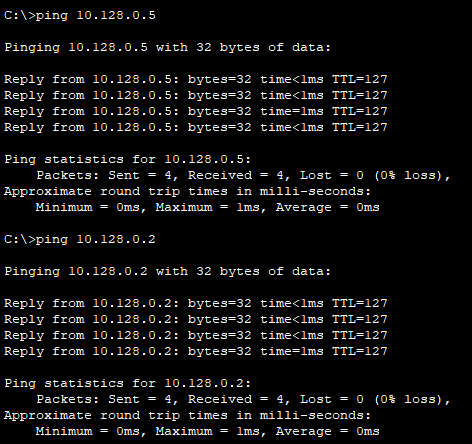 C:\>ping 10.128.0.5
Pinging 10.128.0.5 with 32 bytes of data:
Reply from 10.128.0.5: bytes=32 time<1ms TTL=127
Reply from 10.128.0.5: bytes=32 time<1ms TTL=127
Reply from 10.128.0.5: bytes=32 time=1ms TTL=127
Reply from 10.128.0.5: bytes=32 time<1ms TTL=127
Ping statistics for 10.128.0.5:
    Packets: Sent = 4, Received = 4, Lost = 0 (0% loss),
Approximate round trip times in milli-seconds:
    Minimum = 0ms, Maximum = 1ms, Average = 0ms
C:\>ping 10.128.0.2
Pinging 10.128.0.2 with 32 bytes of data:
Reply from 10.128.0.2: bytes=32 time<1ms TTL=127
Reply from 10.128.0.2: bytes=32 time<1ms TTL=127
Reply from 10.128.0.2: bytes=32 time<1ms TTL=127
Reply from 10.128.0.2: bytes=32 time=1ms TTL=127
Ping statistics for 10.128.0.2:
    Packets: Sent = 4, Received = 4, Lost = 0 (0% loss),
Approximate round trip times in milli-seconds:
    Minimum = 0ms, Maximum = 1ms, Average = 0ms